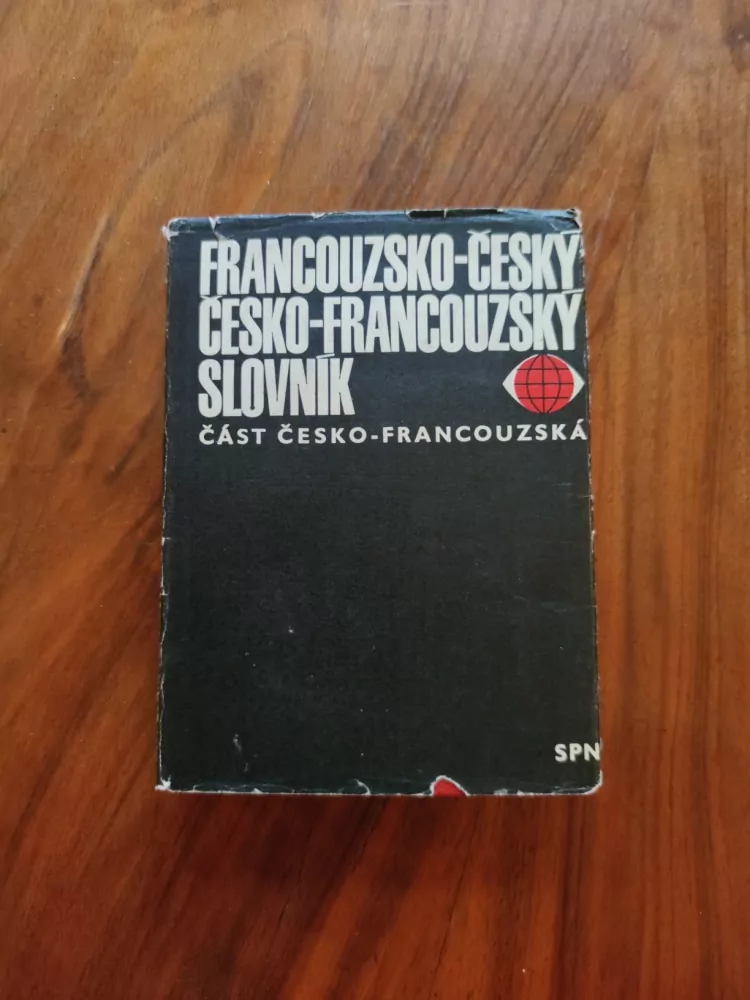 FRANCOUZSKO-ČESKÝ
ČESKO-FRANCOUZSKÝ
SLOVNÍK
ČÁST ČESKO-FRANCOUZSKÁ
SPN